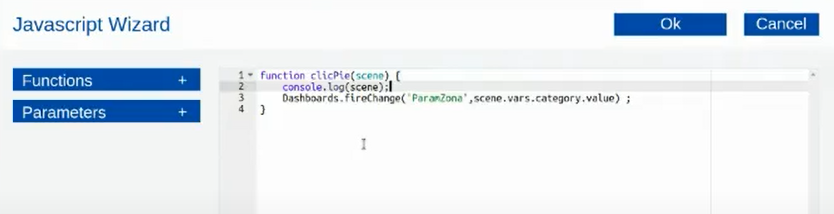 Javascript Wizard
Ok
Cancel
Functions +
Parameters +
1 function clicPie(scene) {
2 console.log(scene);
3 Dashboards.fireChange('ParamZona',scene.vars.category.value) ;
4 }